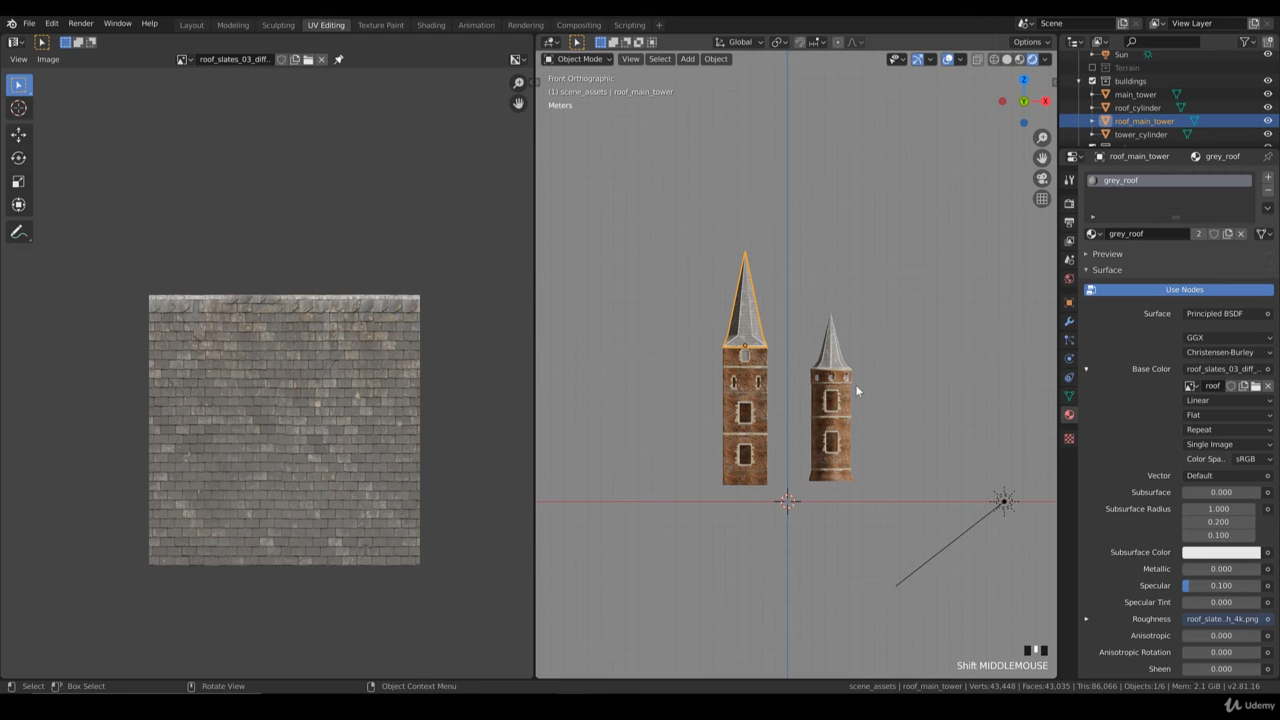 File Edit Render Window Help Layout Modeling Sculpting UV Editing Texture Paint Shading Animation Rendering Compositing Scripting + Scene View Layer
View Image roof_slates_03_diff.. Global Options
Object Mode View Select Add Object
Front Orthographic
(1) scene_assets | roof_main_tower
Meters
Z
Y
X
Sun
Terrain
buildings
main_tower
roof_cylinder
roof_main_tower
tower_cylinder
roof_main_tower grey_roof
grey_roof
grey_roof 2
Preview
Surface
Use Nodes
Surface: Principled BSDF
GGX
Christensen-Burley
Base Color roof_slates_03_diff_..
roof
Linear
Flat
Repeat
Single Image
Color Spa.. sRGB
Vector Default
Subsurface 0.000
Subsurface Radius 1.000
0.200
0.100
Subsurface Color
Metallic 0.000
Specular 0.100
Specular Tint 0.000
Roughness roof_slate..h_4k.png
Anisotropic 0.000
Anisotropic Rotation 0.000
Sheen 0.000
Shift MIDDLEMOUSE
Select Box Select Rotate View Object Context Menu scene_assets | roof_main_tower | Verts:43,448 | Faces:43,035 | Tris:86,066 | Objects:1/6 | Mem: 2.1 GiB | v2.81.16
Udemy